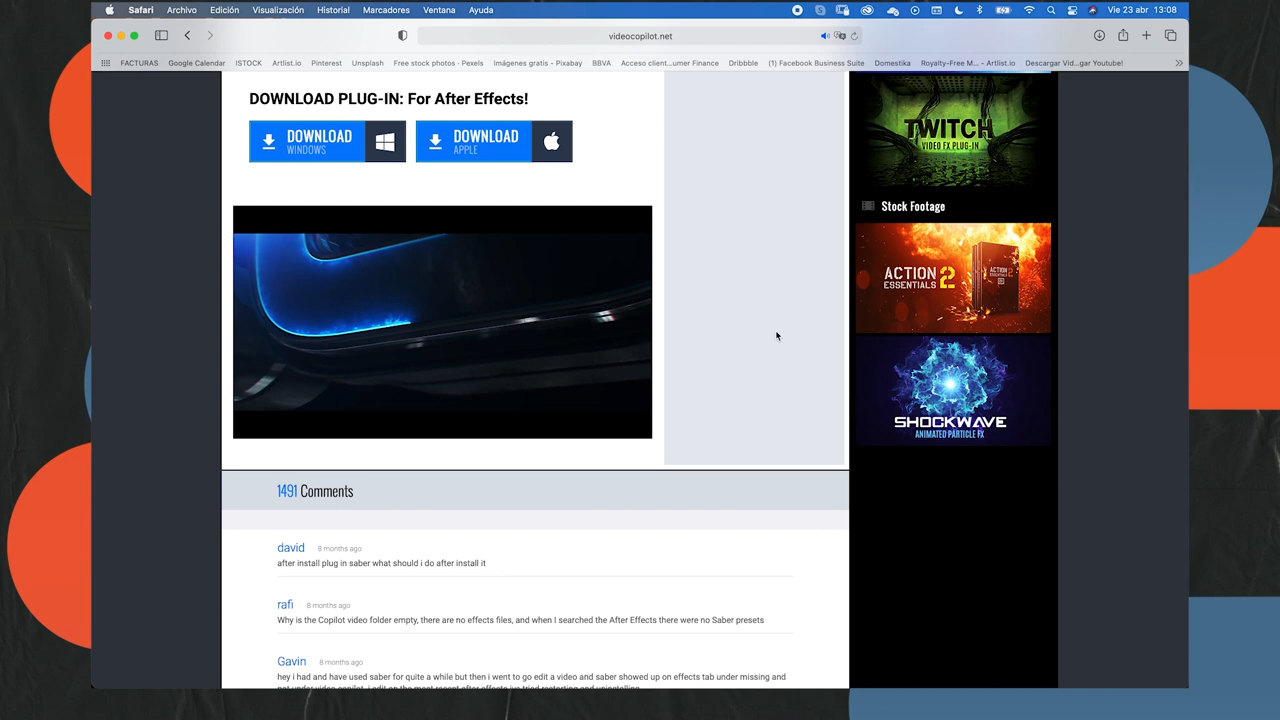 Safari Archivo Edición Visualización Historial Marcadores Ventana Ayuda
Vie 23 abr 13:08
videocopilot.net
FACTURAS Google Calendar ISTOCK Artlist.io Pinterest Unsplash Free stock photos · Pexels Imágenes gratis - Pixabay BBVA Acceso client...umer Finance Dribbble (1) Facebook Business Suite Domestika Royalty-Free M... - Artlist.io Descargar Vid...gar Youtube!
DOWNLOAD PLUG-IN: For After Effects!
DOWNLOAD
WINDOWS
DOWNLOAD
APPLE
TWITCH
VIDEO FX PLUG-IN
Stock Footage
ACTION
ESSENTIALS 2
SHOCKWAVE
ANIMATED PARTICLE FX
1491 Comments
david 8 months ago
after install plug in saber what should i do after install it
rafi 8 months ago
Why is the Copilot video folder empty, there are no effects files, and when I searched the After Effects there were no Saber presets
Gavin 8 months ago
hey i had and have used saber for quite a while but then i went to go edit a video and saber showed up on effects tab under missing and